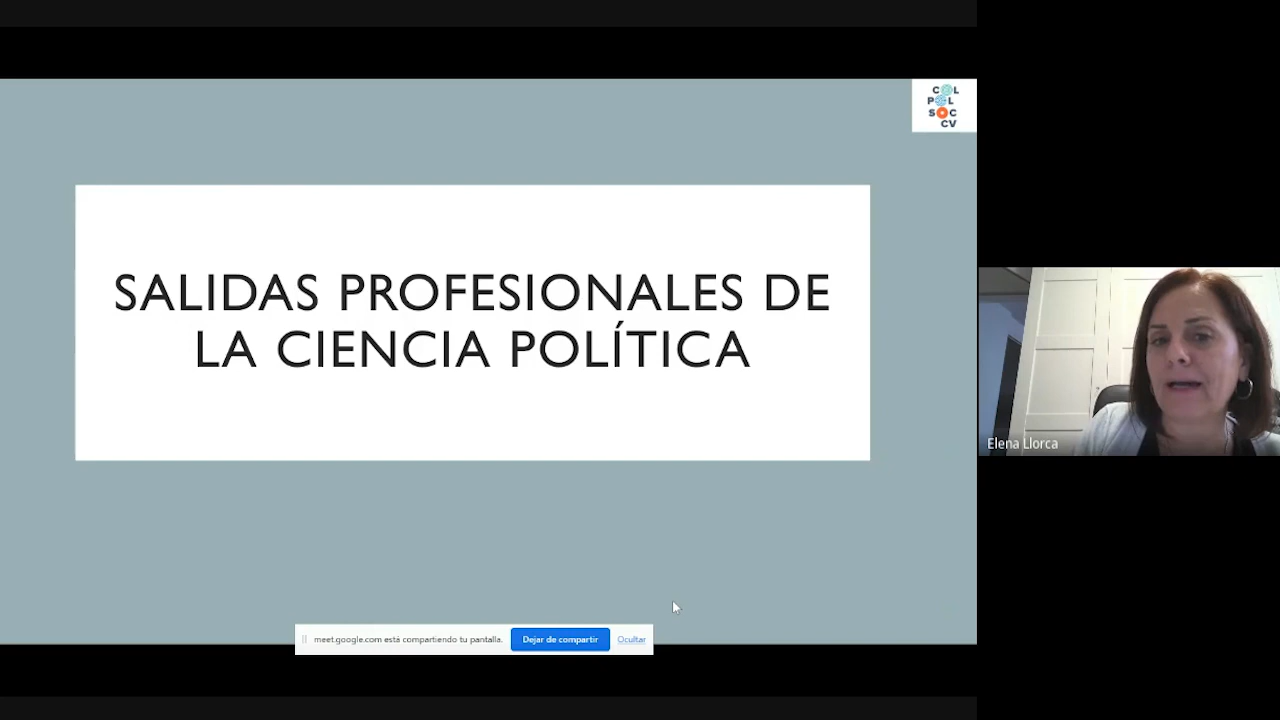 COL
POL
SOC
CV
SALIDAS PROFESIONALES DE
LA CIENCIA POLÍTICA
Elena Llorca
meet.google.com está compartiendo tu pantalla.
Dejar de compartir
Ocultar